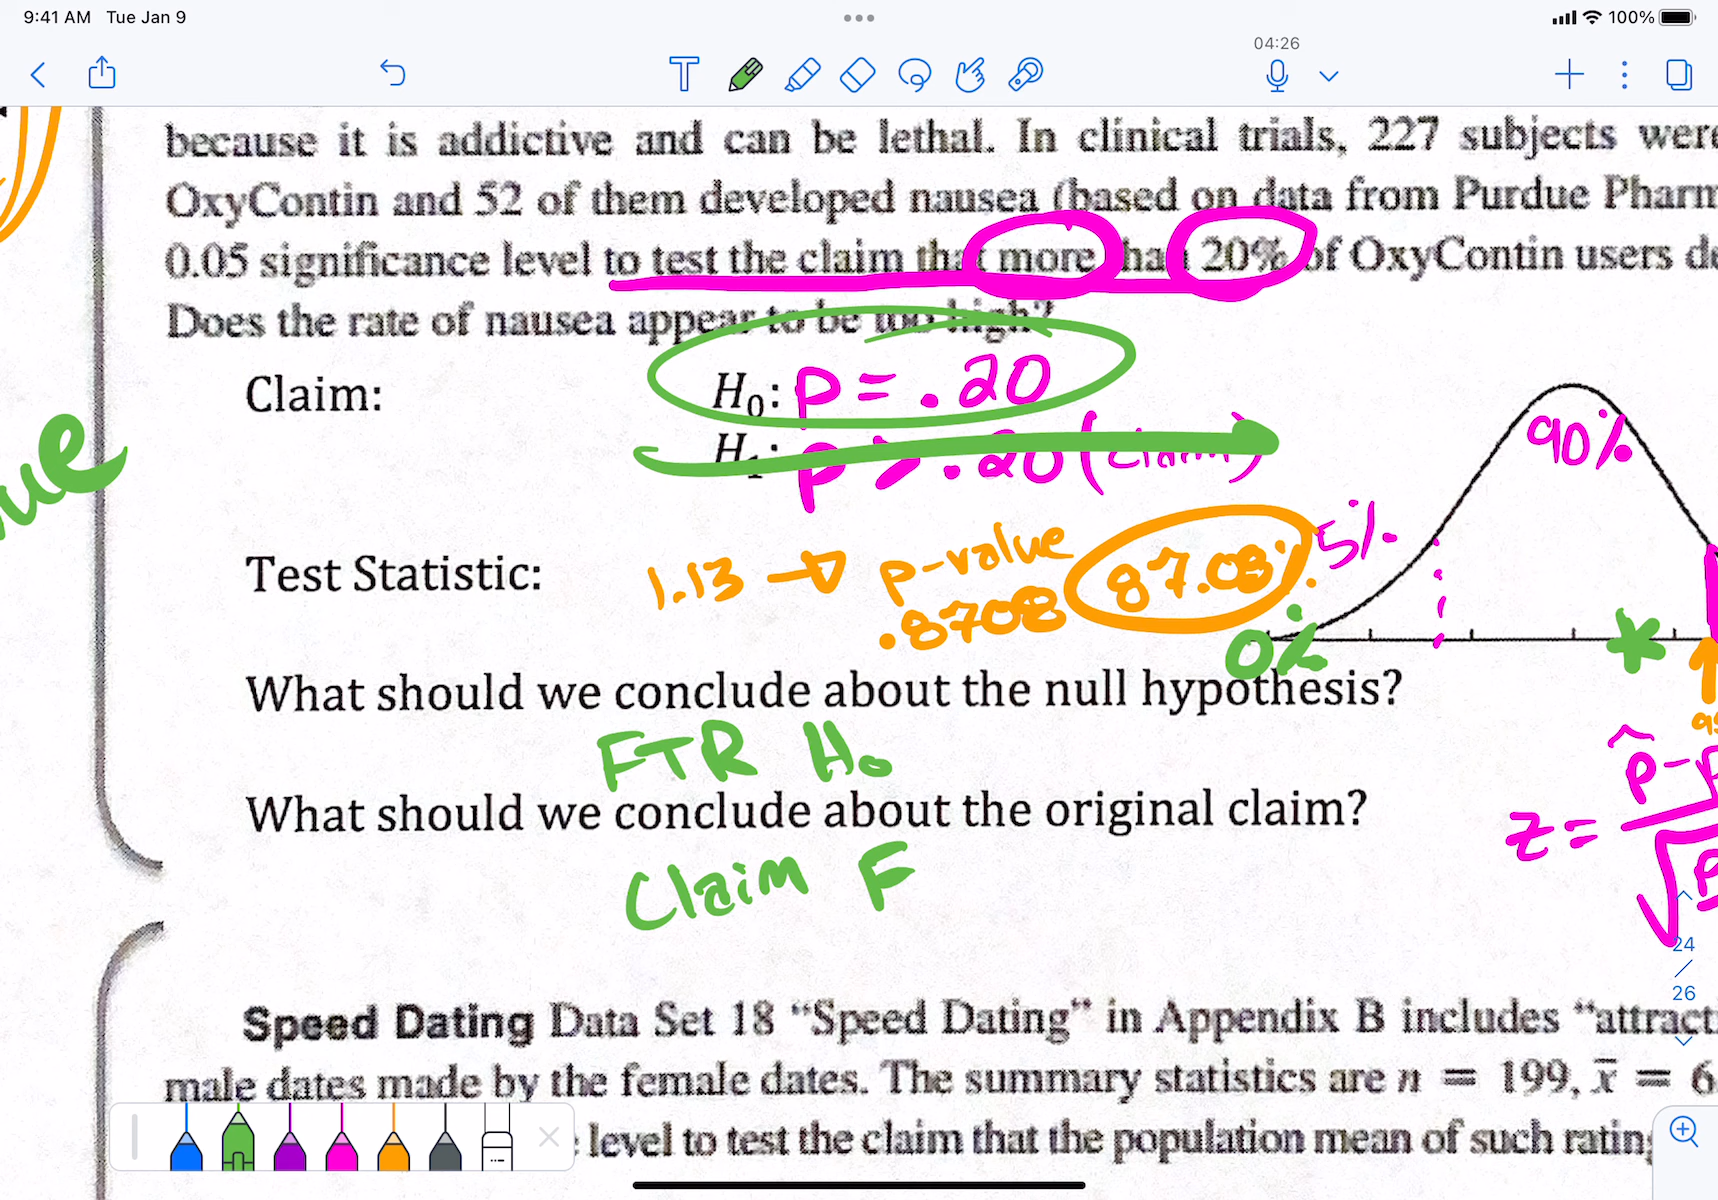 9:41 AM Tue Jan 9
100%
04:26
because it is addictive and can be lethal. In clinical trials, 227 subjects were
OxyContin and 52 of them developed nausea (based on data from Purdue Pharm
0.05 significance level to test the claim that more than 20% of OxyContin users de
Does the rate of nausea appear to be too high?
Claim:
H0: p = .20
H1: p > .20 (claim)
90%
ue
5%
Test Statistic:
1.13 → p-value
.8708
87.08%
0%
What should we conclude about the null hypothesis?
FTR H0
What should we conclude about the original claim?
Claim F
z = p̂-p
√p
24
/
26
Speed Dating Data Set 18 “Speed Dating” in Appendix B includes “attract
male dates made by the female dates. The summary statistics are n = 199, x̄ = 6
level to test the claim that the population mean of such rating